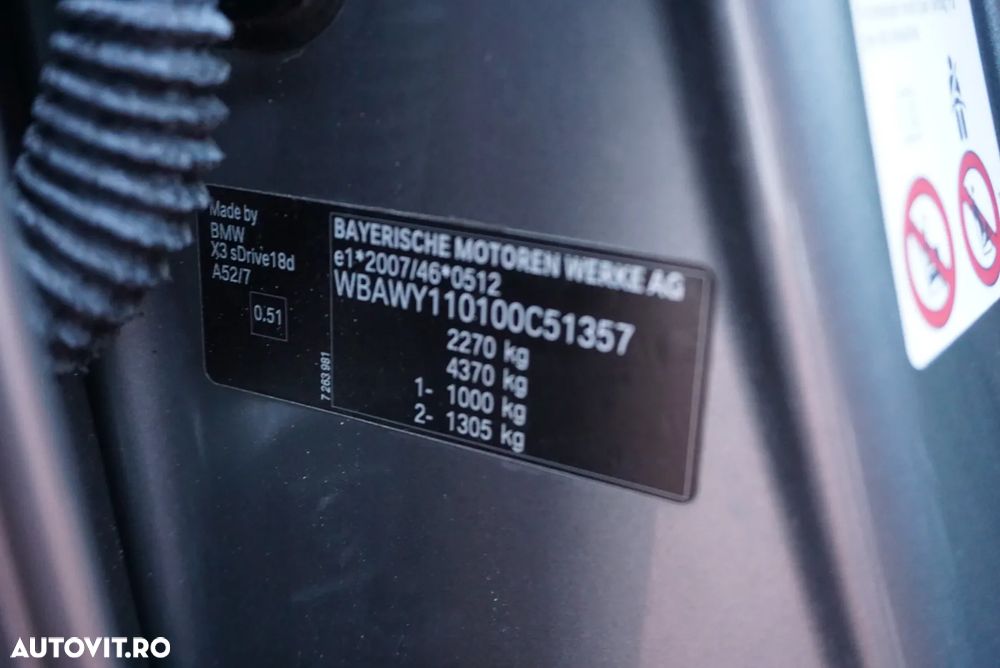 Made by
BMW
X3 sDrive18d
A52/7
0.51
7 263 981
BAYERISCHE MOTOREN WERKE AG
e1*2007/46*0512
WBAWY110100C51357
2270 kg
4370 kg
1- 1000 kg
2- 1305 kg
AUTOVIT.RO